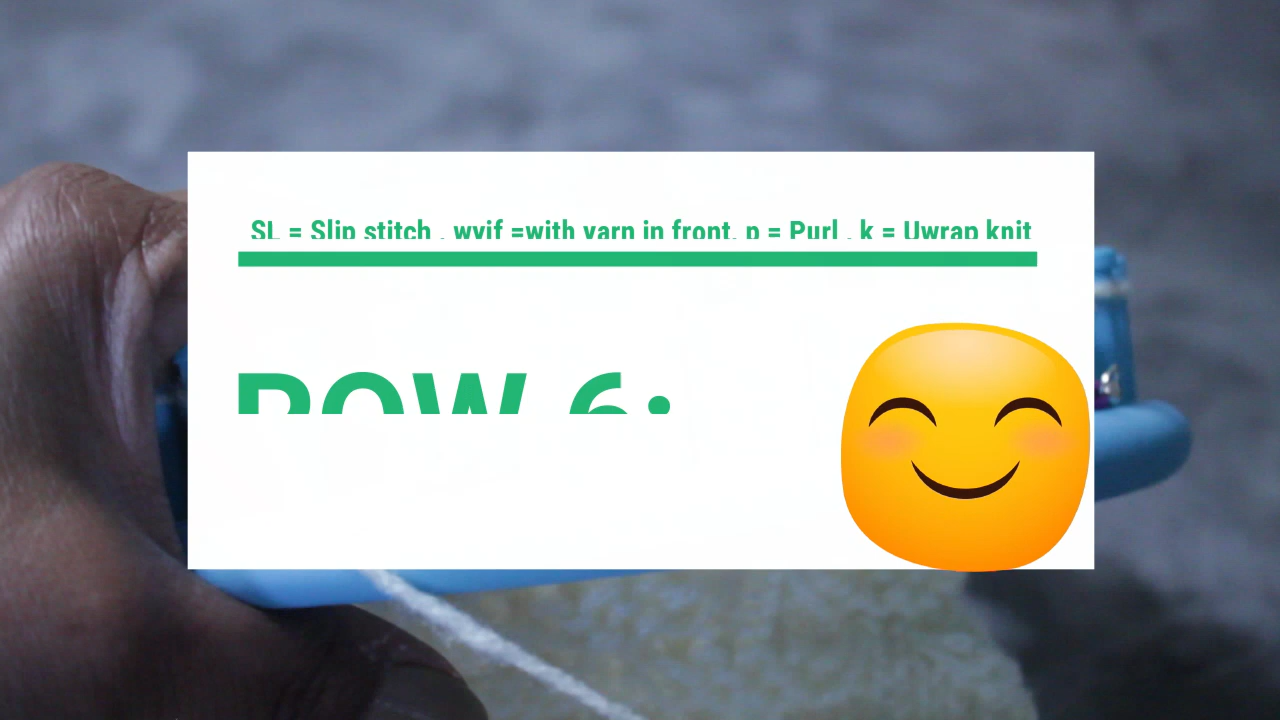 SL = Slip stitch , wyif =with yarn in front, p = Purl , k = Uwrap knit
ROW 6: